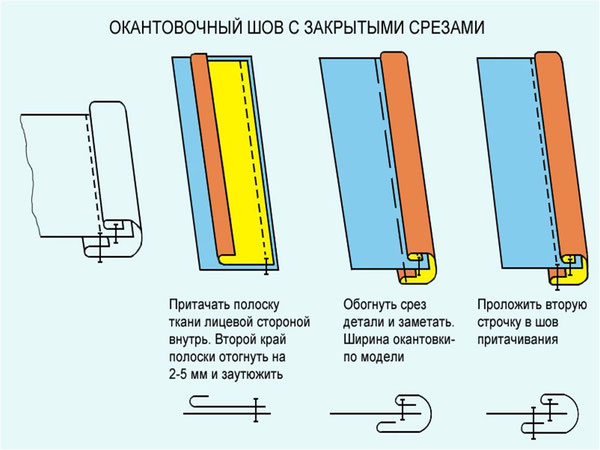 ОКАНТОВОЧНЫЙ ШОВ С ЗАКРЫТЫМИ СРЕЗАМИ
Притачать полоску
ткани лицевой стороной
внутрь. Второй край
полоски отогнуть на
2-5 мм и заутюжить
Обогнуть срез
детали и заметать.
Ширина окантовки-
по модели
Проложить вторую
строчку в шов
притачивания